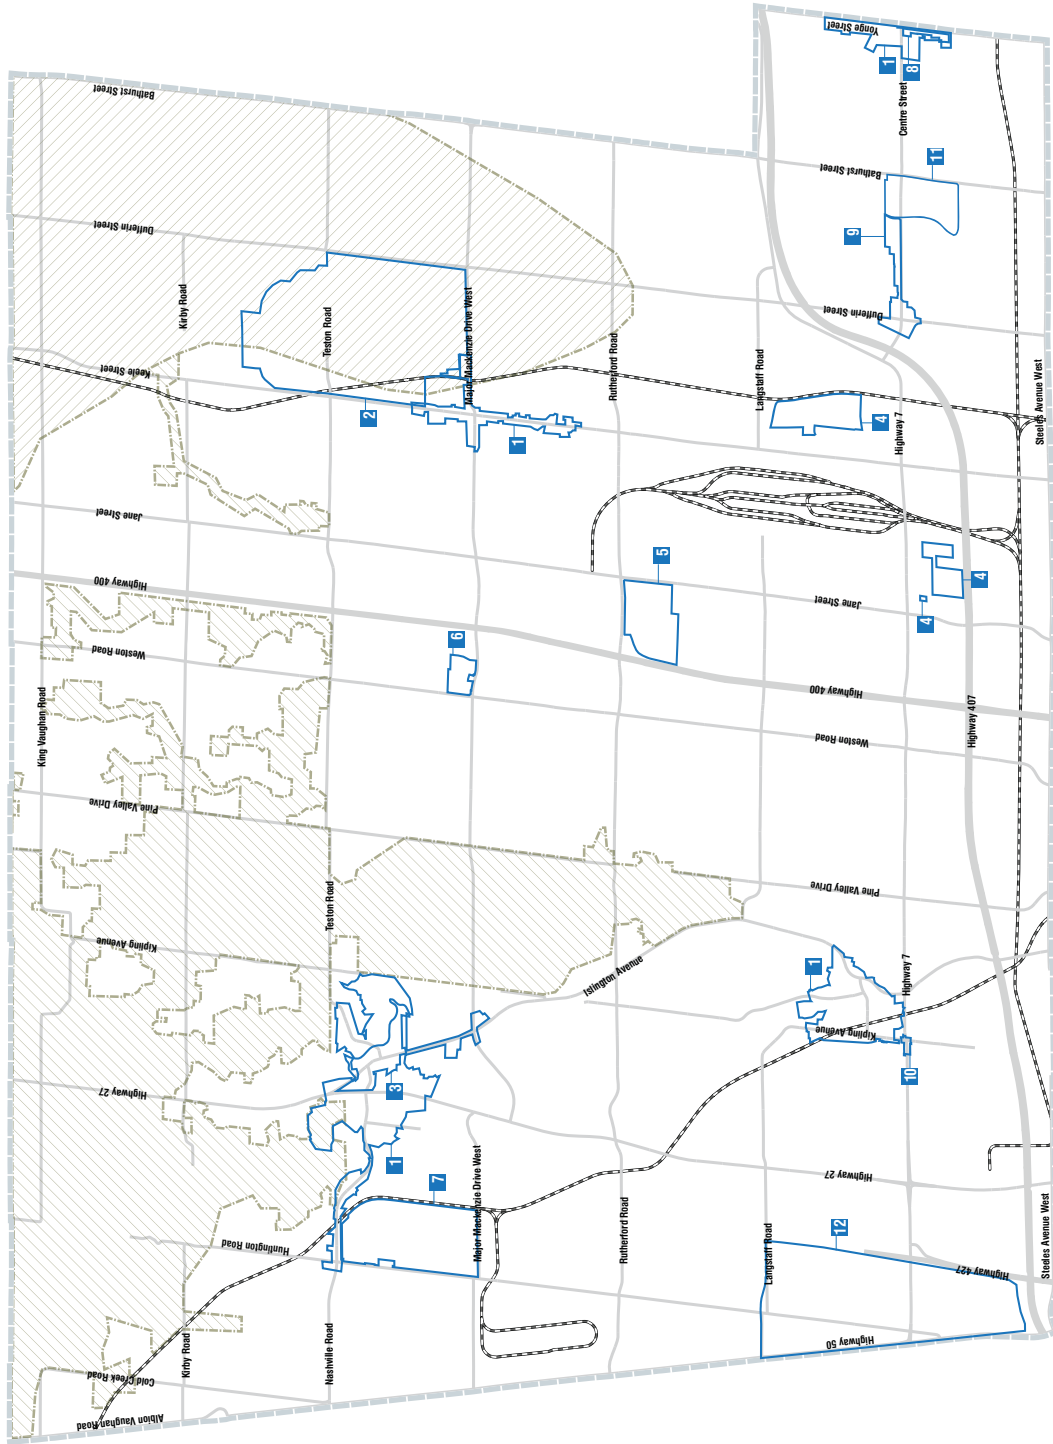 Yonge Street
1
8
Centre Street
Bathurst Street
Bathurst Street
11
Dufferin Street
9
Kirby Road
Teston Road
Major Mackenzie Drive West
Dufferin Street
Rutherford Road
Langstaff Road
Keele Street
2
1
4
Highway 7
Steeles Avenue West
Jane Street
5
4
Highway 400
Jane Street
4
Weston Road
6
King Vaughan Road
Highway 400
Highway 407
Weston Road
Pine Valley Drive
Teston Road
Pine Valley Drive
Kipling Avenue
Islington Avenue
1
Highway 7
Kipling Avenue
10
Highway 27
3
1
7
Major Mackenzie Drive West
Highway 27
Huntington Road
Rutherford Road
Langstaff Road
12
Highway 427
Steeles Avenue West
Kirby Road
Nashville Road
Highway 50
Cold Creek Road
Albion Vaughan Road